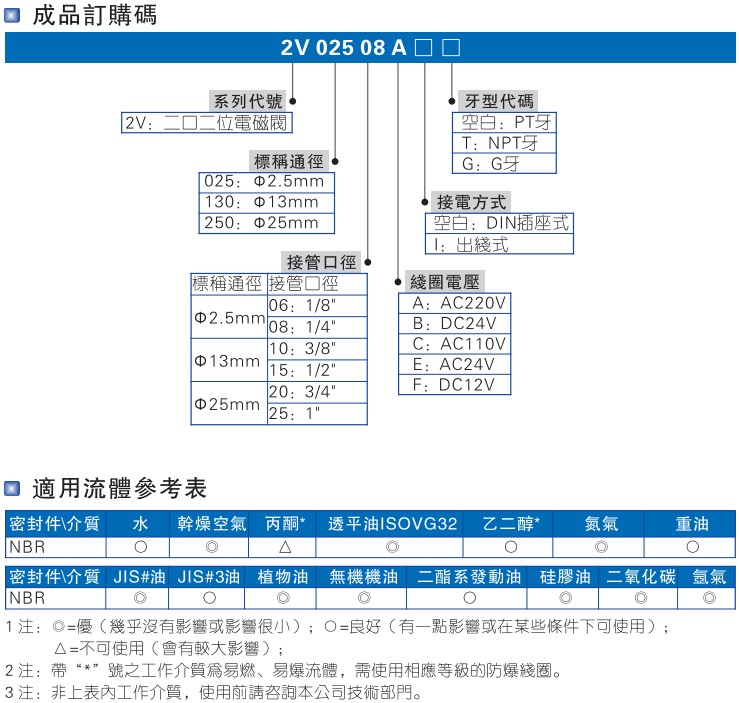 成品訂購碼
2V 025 08 A □ □
系列代號
2V：二口二位電磁閥
標稱通徑
025：Φ2.5mm
130：Φ13mm
250：Φ25mm
接管口徑
標稱通徑 接管口徑
Φ2.5mm 06：1/8"
08：1/4"
Φ13mm 10：3/8"
15：1/2"
Φ25mm 20：3/4"
25：1"
綫圈電壓
A：AC220V
B：DC24V
C：AC110V
E：AC24V
F：DC12V
接電方式
空白：DIN插座式
I：出綫式
牙型代碼
空白：PT牙
T：NPT牙
G：G牙
適用流體參考表
密封件\介質 水 幹燥空氣 丙酮* 透平油ISOVG32 乙二醇* 氮氣 重油
NBR ○ ◎ △ ◎ ○ ◎ ○
密封件\介質 JIS#油 JIS#3油 植物油 無機機油 二酯系發動油 硅膠油 二氧化碳 氬氣
NBR ◎ ○ ◎ ◎ ○ ◎ ◎ ◎
1注：◎=優（幾乎沒有影響或影響很小）；○=良好（有一點影響或在某些條件下可使用）；
△=不可使用（會有較大影響）；
2注：帶“*”號之工作介質爲易燃、易爆流體，需使用相應等級的防爆綫圈。
3注：非上表內工作介質，使用前請咨詢本公司技術部門。